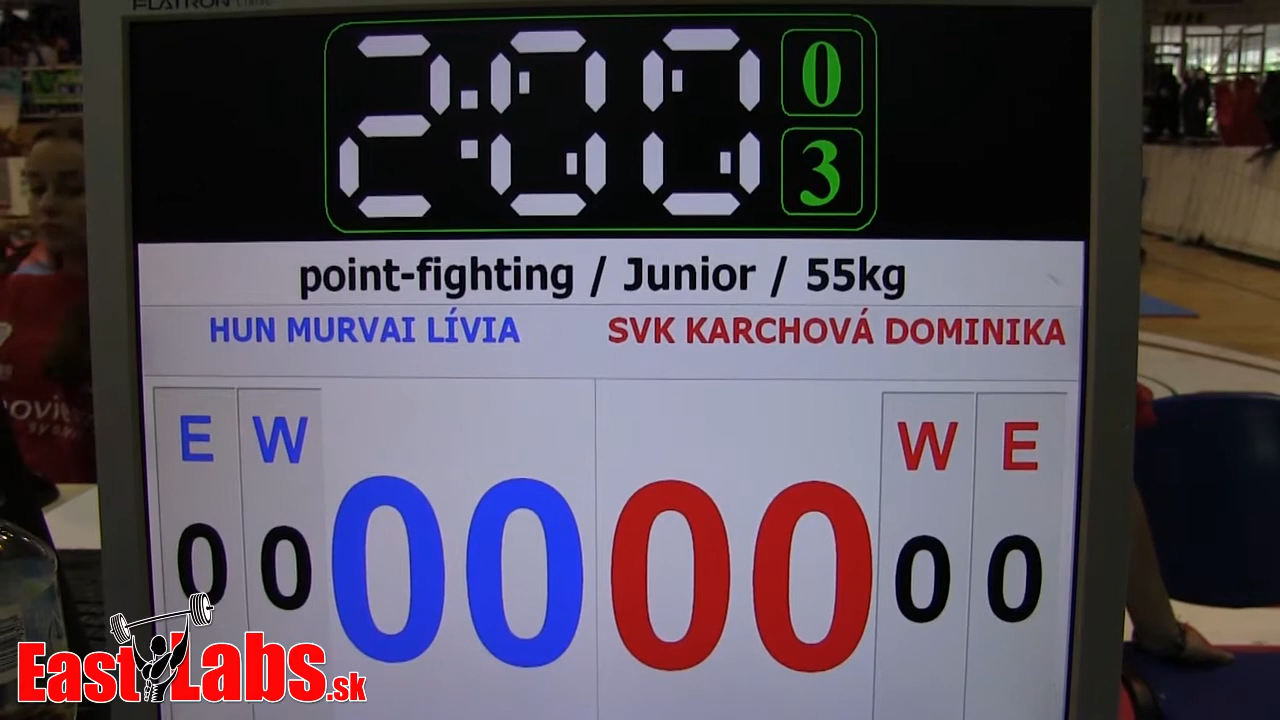 FLATRON
2:00
0
3
point-fighting / Junior / 55kg
HUN MURVAI LÍVIA
SVK KARCHOVÁ DOMINIKA
E W
W E
0 0 00 00 0 0
EastLabs.sk